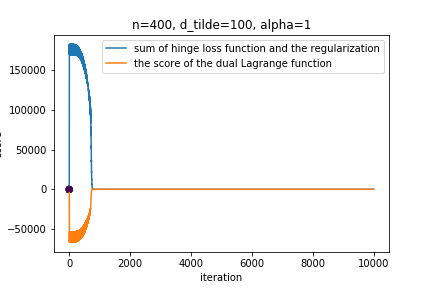 n=400, d_tilde=100, alpha=1
sum of hinge loss function and the regularization
the score of the dual Lagrange function
150000
100000
50000
0
−50000
0
2000
4000
6000
8000
10000
iteration